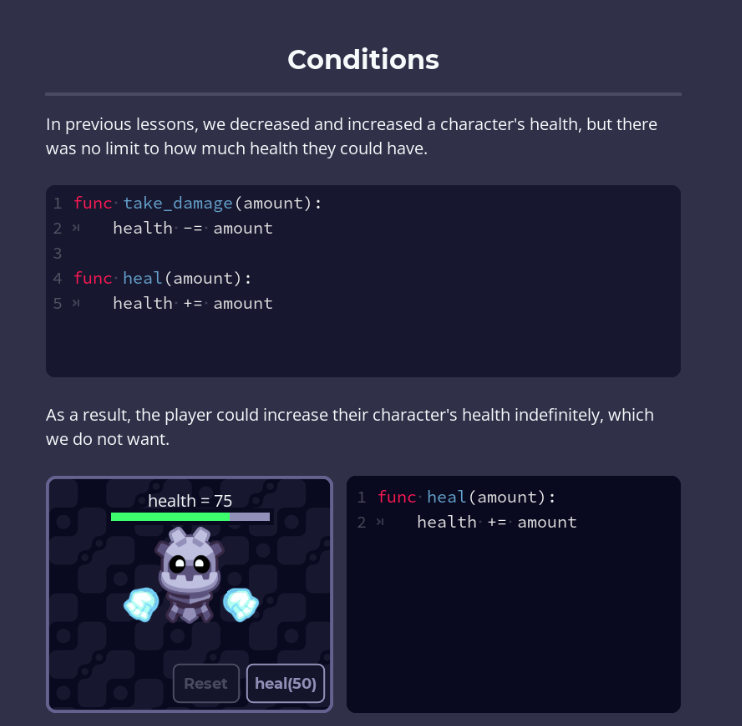 Conditions
In previous lessons, we decreased and increased a character's health, but there
was no limit to how much health they could have.
1 func take_damage(amount):
2 health -= amount
3
4 func heal(amount):
5 health += amount
As a result, the player could increase their character's health indefinitely, which
we do not want.
health = 75
Reset heal(50)
1 func heal(amount):
2 health += amount